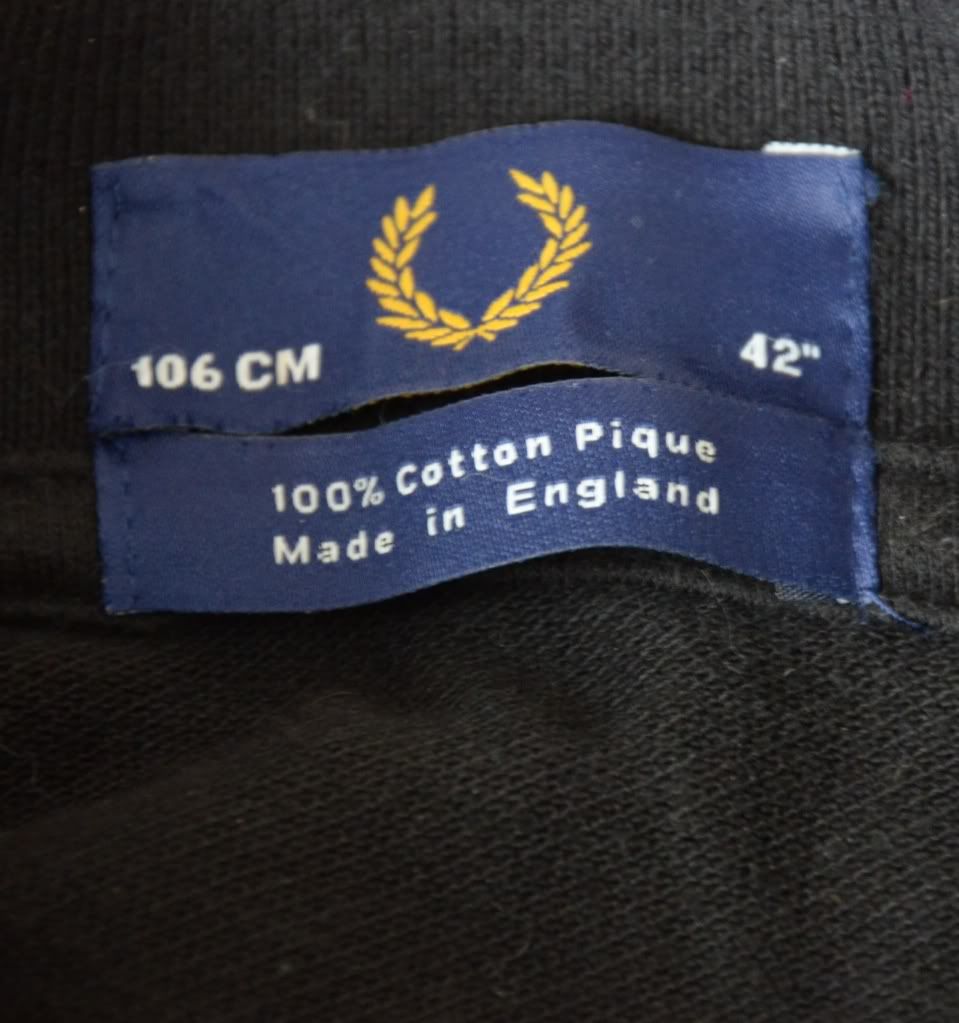 106 CM 42"
100% Cotton Pique
Made in England